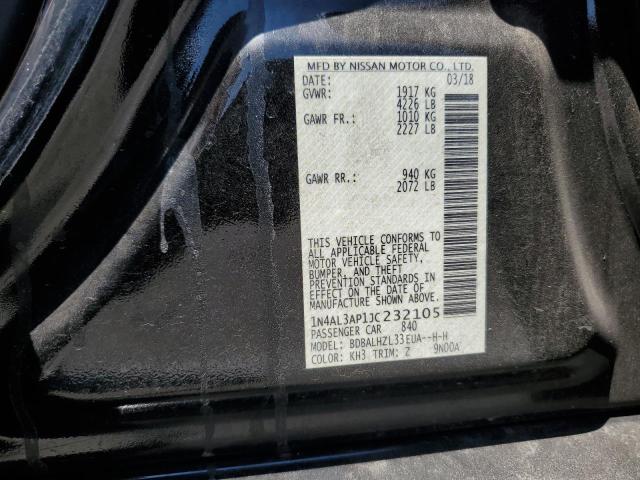 MFD BY NISSAN MOTOR CO., LTD.
DATE: 03/18
GVWR: 1917 KG
4226 LB
GAWR FR.: 1010 KG
2227 LB
GAWR RR.: 940 KG
2072 LB
THIS VEHICLE CONFORMS TO
ALL APPLICABLE FEDERAL
MOTOR VEHICLE SAFETY,
BUMPER, AND THEFT
PREVENTION STANDARDS IN
EFFECT ON THE DATE OF
MANUFACTURE SHOWN ABOVE.
1N4AL3AP1JC232105
PASSENGER CAR 840
MODEL: BDBALHZL33EUA--H-H
COLOR: KH3 TRIM: Z 9N00A